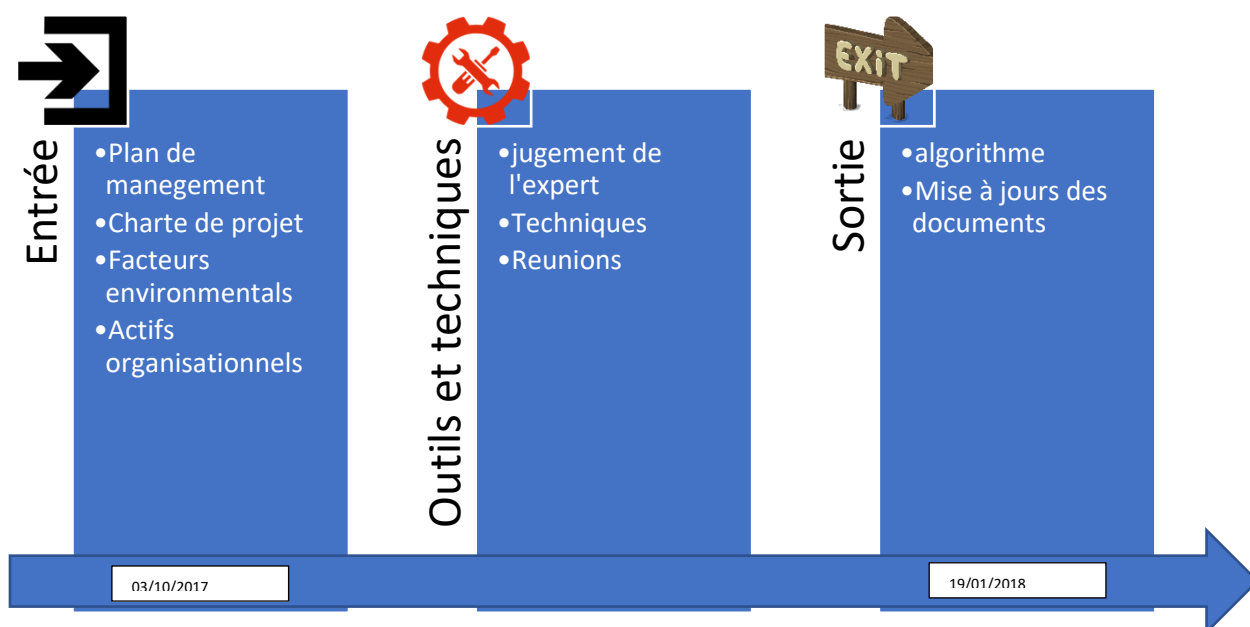 Entrée
•Plan de
manegement
•Charte de projet
•Facteurs
environmentals
•Actifs
organisationnels
Outils et techniques
•jugement de
l'expert
•Techniques
•Reunions
EXiT
Sortie
•algorithme
•Mise à jours des
documents
03/10/2017
19/01/2018